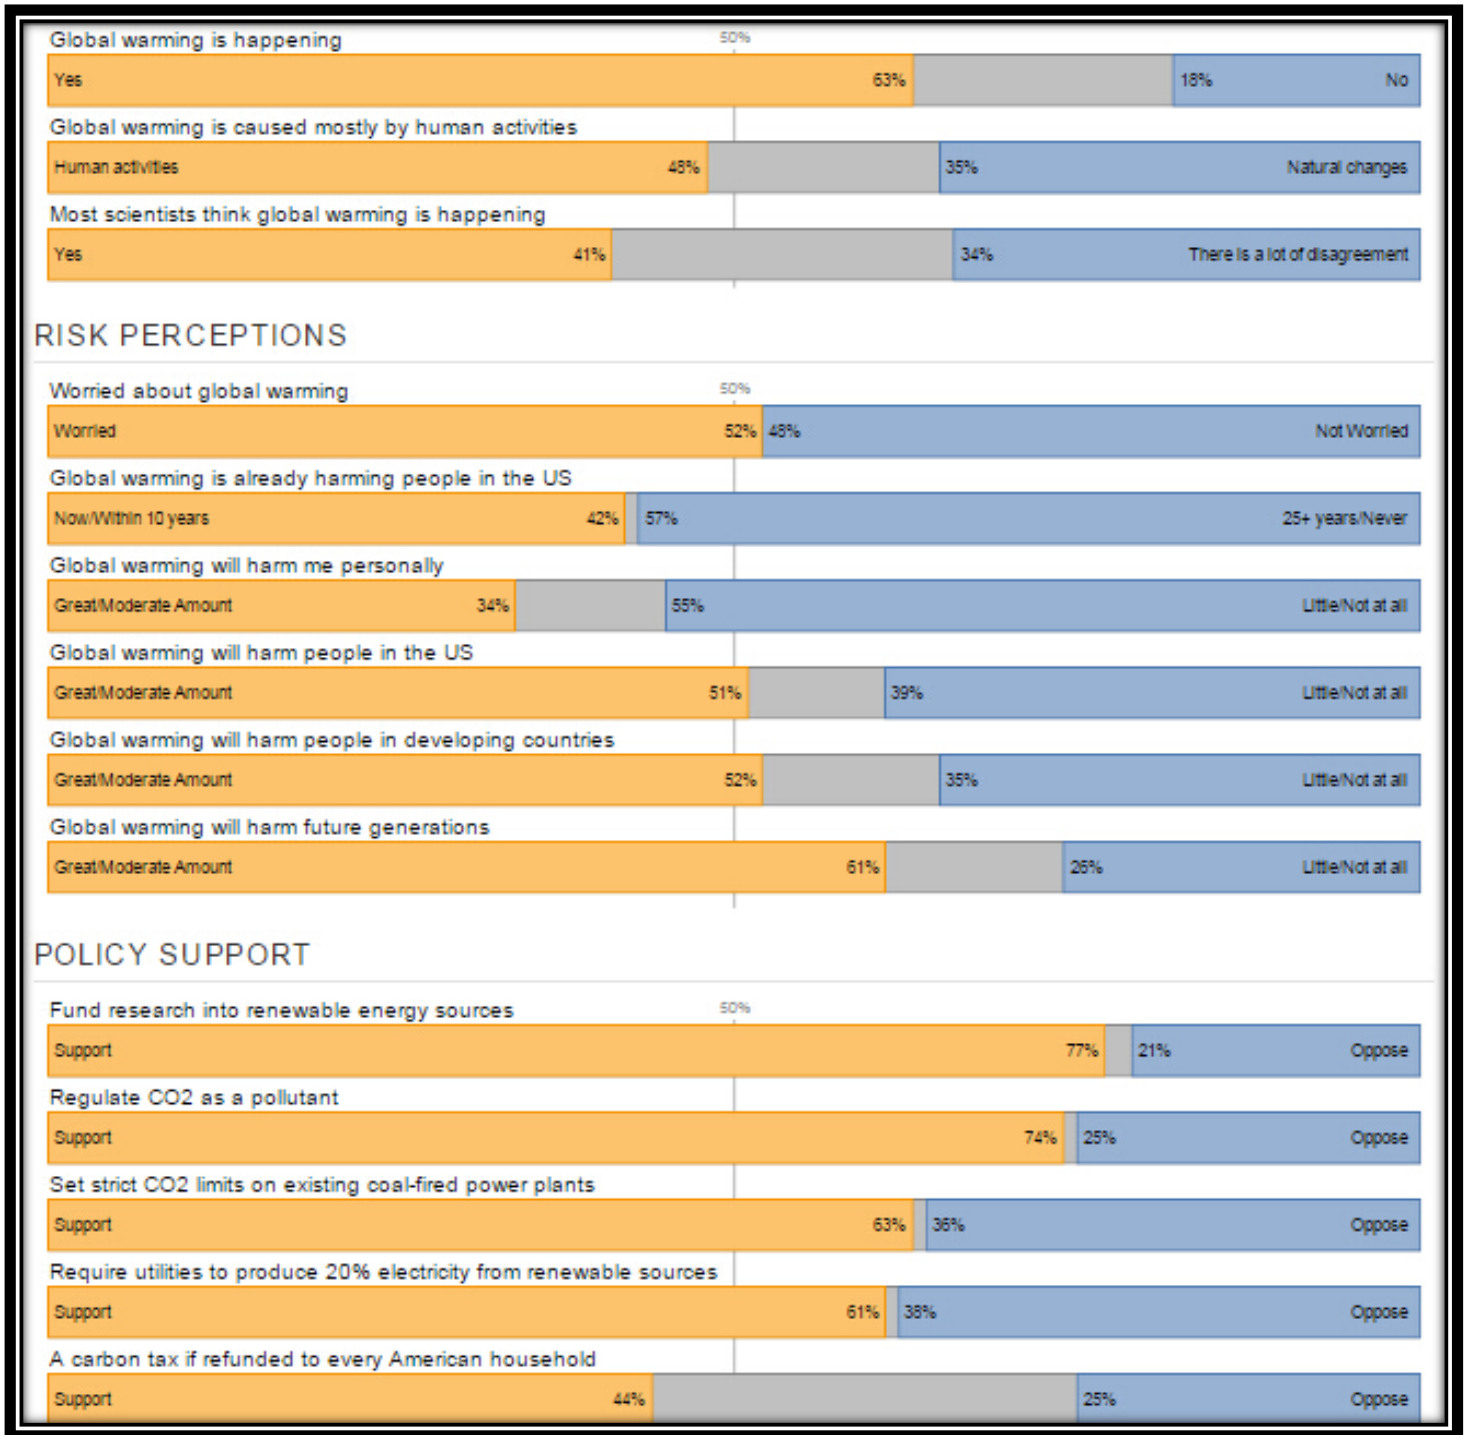 Global warming is happening 50%
Yes 63% 18% No
Global warming is caused mostly by human activities
Human activities 48% 35% Natural changes
Most scientists think global warming is happening
Yes 41% 34% There is a lot of disagreement
RISK PERCEPTIONS
Worried about global warming 50%
Worried 52% 48% Not Worried
Global warming is already harming people in the US
Now/Within 10 years 42% 57% 25+ years/Never
Global warming will harm me personally
Great/Moderate Amount 34% 55% Little/Not at all
Global warming will harm people in the US
Great/Moderate Amount 51% 39% Little/Not at all
Global warming will harm people in developing countries
Great/Moderate Amount 52% 35% Little/Not at all
Global warming will harm future generations
Great/Moderate Amount 61% 26% Little/Not at all
POLICY SUPPORT
Fund research into renewable energy sources 50%
Support 77% 21% Oppose
Regulate CO2 as a pollutant
Support 74% 25% Oppose
Set strict CO2 limits on existing coal-fired power plants
Support 63% 36% Oppose
Require utilities to produce 20% electricity from renewable sources
Support 61% 38% Oppose
A carbon tax if refunded to every American household
Support 44% 25% Oppose